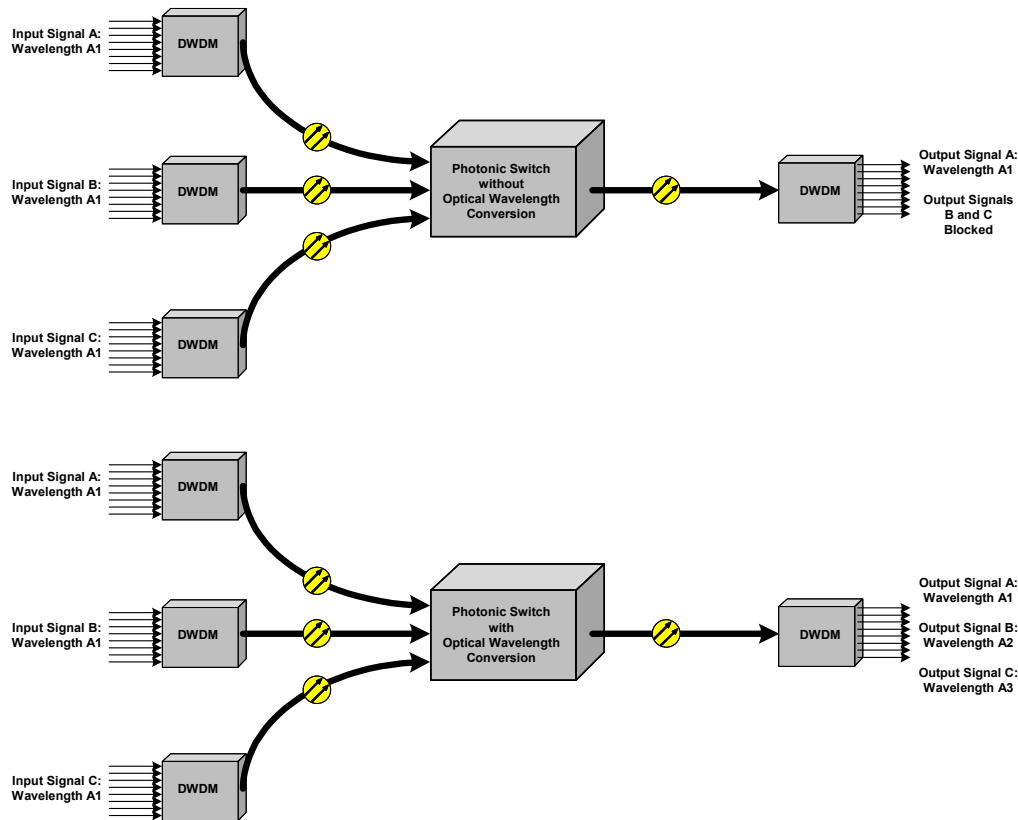 Input Signal A:
Wavelength A1
DWDM
Input Signal B:
Wavelength A1
DWDM
Photonic Switch
without
Optical Wavelength
Conversion
DWDM
Output Signal A:
Wavelength A1
Output Signals
B and C
Blocked
Input Signal C:
Wavelength A1
DWDM
Input Signal A:
Wavelength A1
DWDM
Input Signal B:
Wavelength A1
DWDM
Photonic Switch
with
Optical Wavelength
Conversion
DWDM
Output Signal A:
Wavelength A1
Output Signal B:
Wavelength A2
Output Signal C:
Wavelength A3
Input Signal C:
Wavelength A1
DWDM